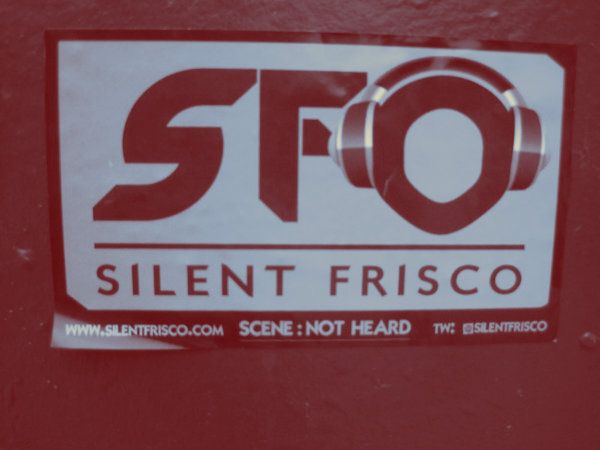 SFO
SILENT FRISCO
WWW.SILENTFRISCO.COM SCENE : NOT HEARD TW: @SILENTFRISCO